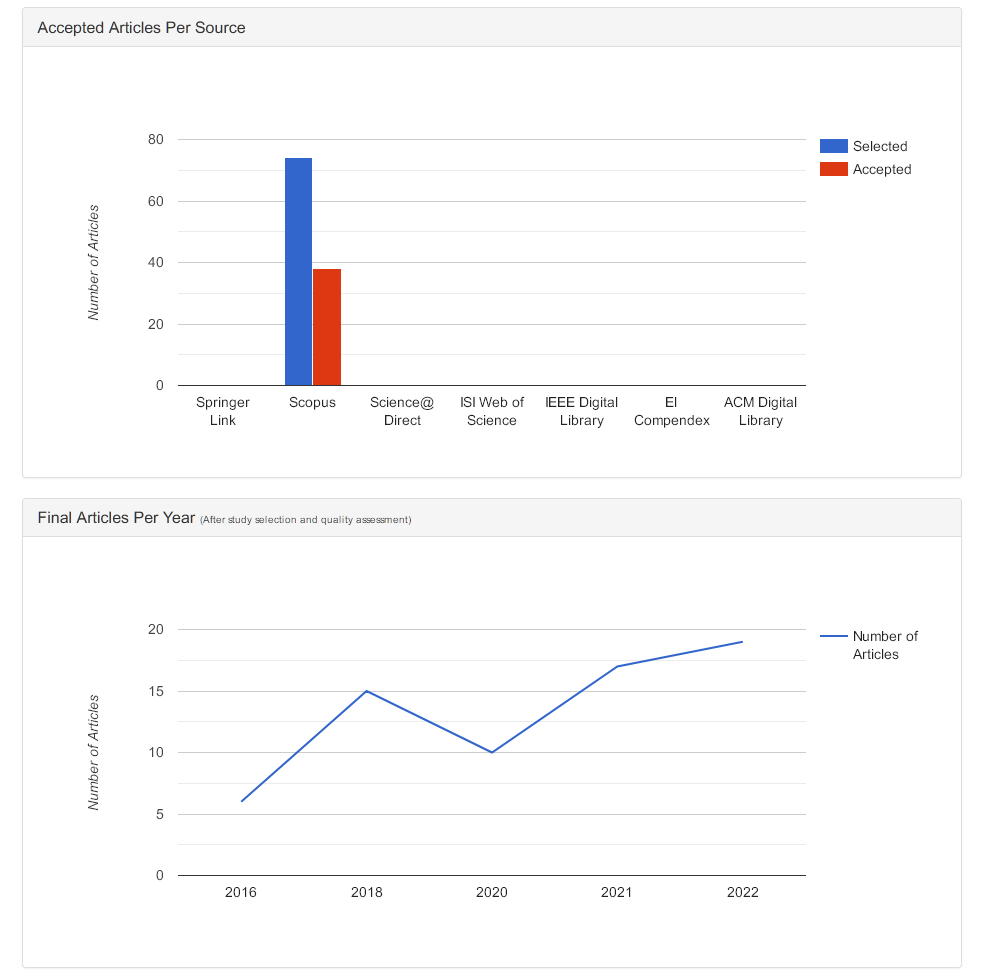 Accepted Articles Per Source
80
60
40
20
0
Number of Articles
Springer Link
Scopus
Science@ Direct
ISI Web of Science
IEEE Digital Library
EI Compendex
ACM Digital Library
Selected
Accepted
Final Articles Per Year (After study selection and quality assessment)
20
15
10
5
0
Number of Articles
2016 2018 2020 2021 2022
Number of
Articles